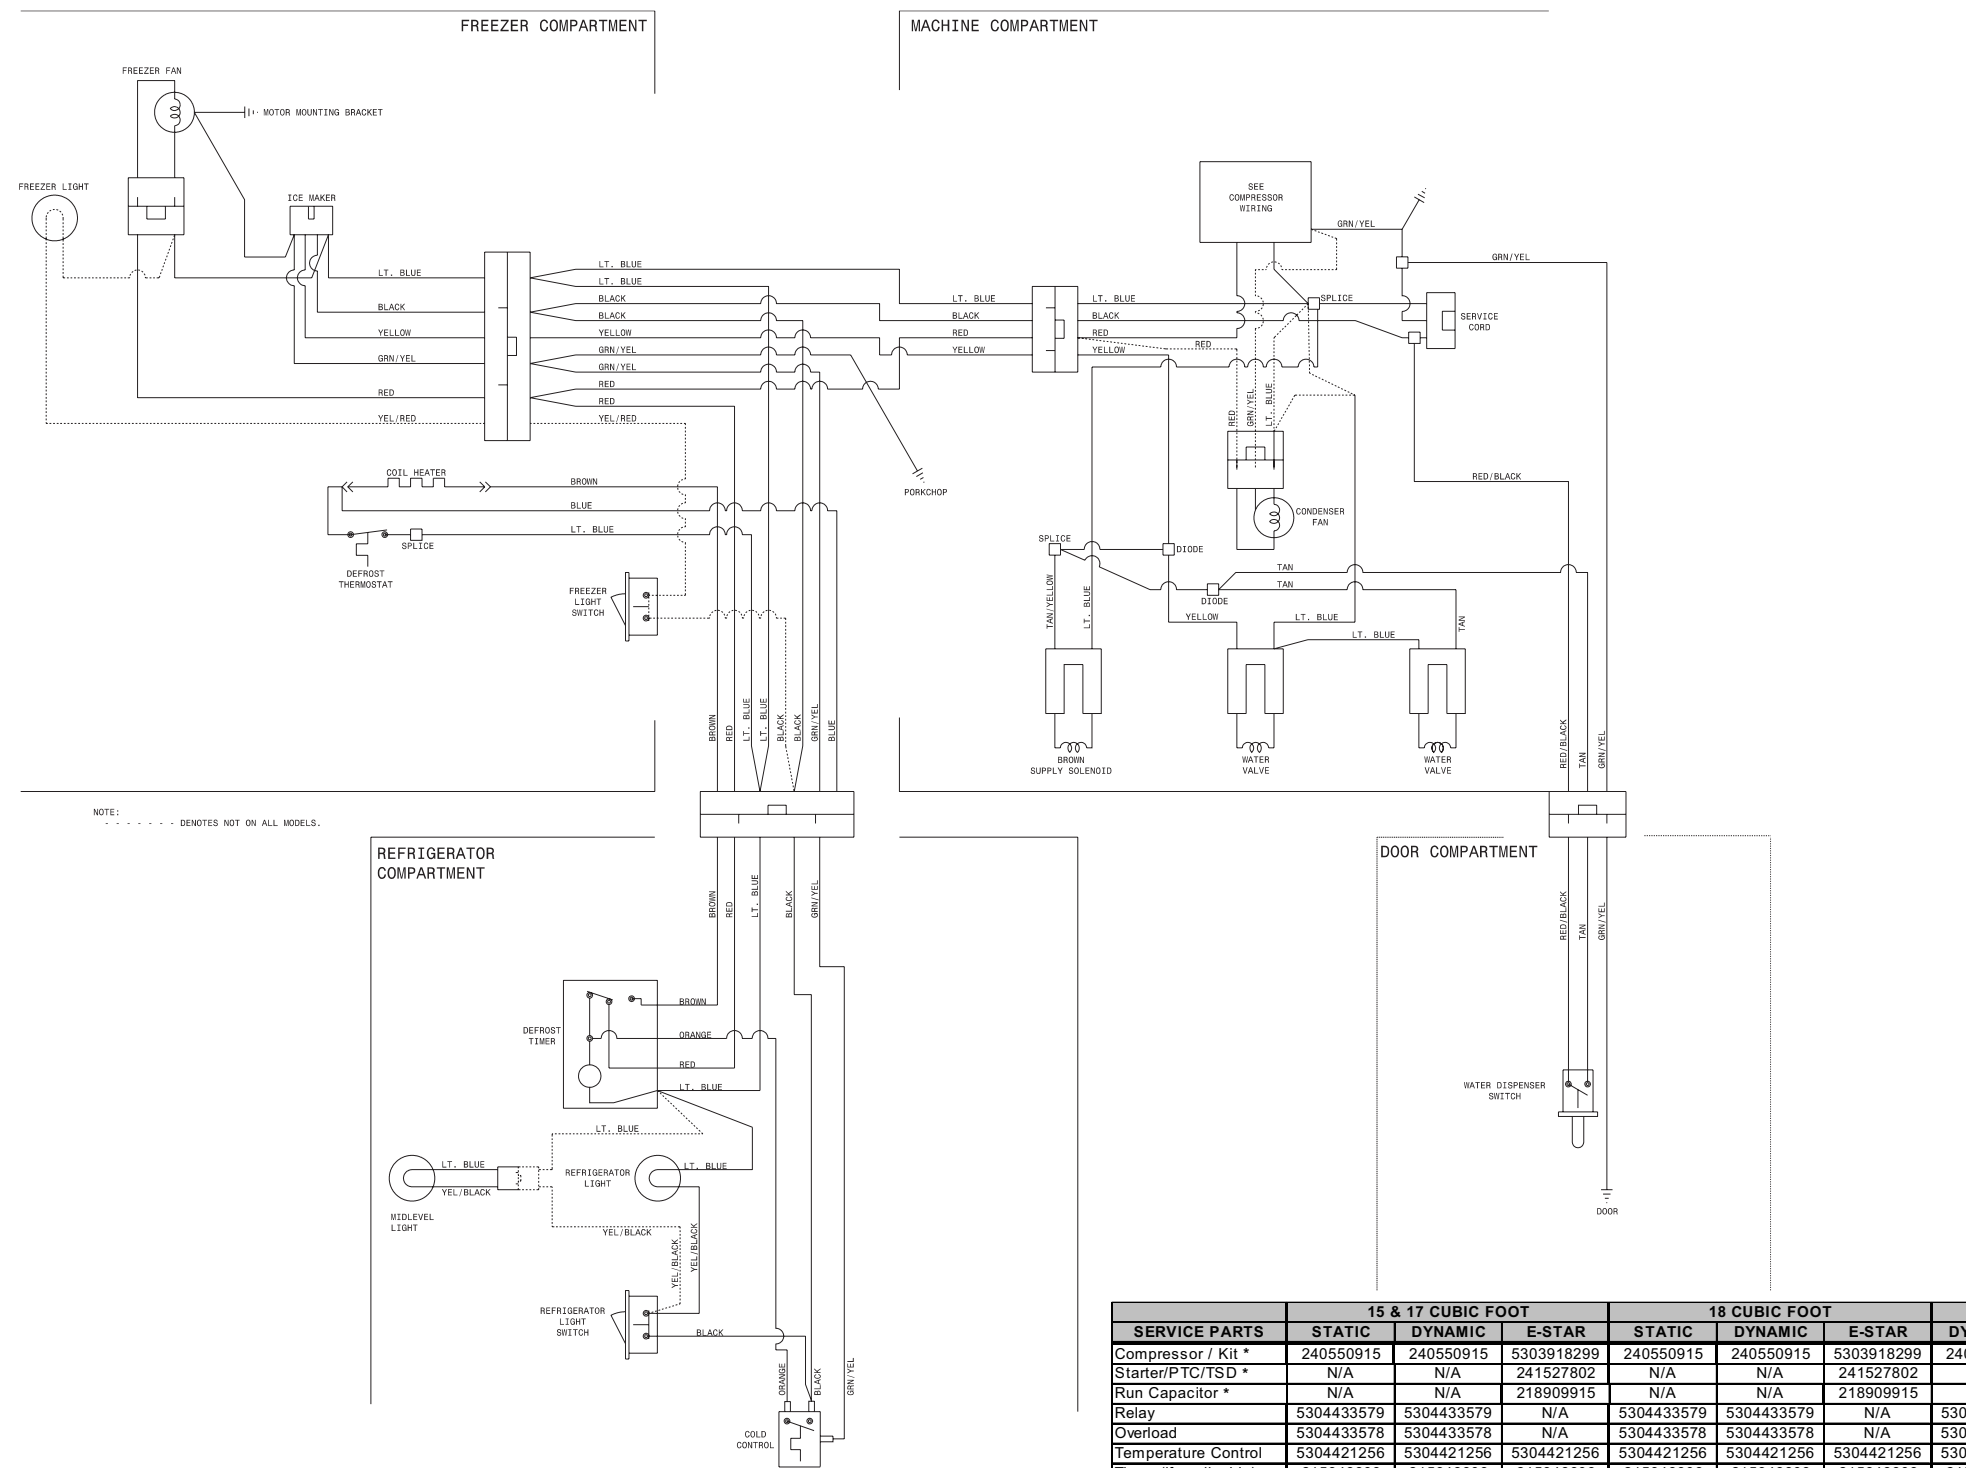 FREEZER COMPARTMENT
MACHINE COMPARTMENT
FREEZER FAN
MOTOR MOUNTING BRACKET
FREEZER LIGHT
ICE MAKER
LT. BLUE
BLACK
YELLOW
GRN/YEL
RED
YEL/RED
LT. BLUE
LT. BLUE
BLACK
BLACK
YELLOW
GRN/YEL
GRN/YEL
RED
RED
YEL/RED
LT. BLUE
BLACK
RED
YELLOW
LT. BLUE
BLACK
RED
YELLOW
RED
SEE
COMPRESSOR
WIRING
GRN/YEL
GRN/YEL
SPLICE
SERVICE
CORD
RED
GRN/YEL
LT. BLUE
CONDENSER
FAN
RED/BLACK
PORKCHOP
COIL HEATER
BROWN
BLUE
LT. BLUE
SPLICE
DEFROST
THERMOSTAT
FREEZER
LIGHT
SWITCH
SPLICE
DIODE
DIODE
TAN
TAN
TAN/YELLOW
LT. BLUE
YELLOW
LT. BLUE
LT. BLUE
TAN
BROWN
SUPPLY SOLENOID
WATER
VALVE
WATER
VALVE
BROWN
RED
LT. BLUE
LT. BLUE
BLACK
BLACK
GRN/YEL
BLUE
RED/BLACK
TAN
GRN/YEL
NOTE:
- - - - - - - DENOTES NOT ON ALL MODELS.
REFRIGERATOR
COMPARTMENT
DOOR COMPARTMENT
BROWN
RED
LT. BLUE
BLACK
GRN/YEL
RED/BLACK
TAN
GRN/YEL
DEFROST
TIMER
BROWN
ORANGE
RED
LT. BLUE
LT. BLUE
LT. BLUE
YEL/BLACK
MIDLEVEL
LIGHT
REFRIGERATOR
LIGHT
LT. BLUE
YEL/BLACK
YEL/BLACK
YEL/BLACK
REFRIGERATOR
LIGHT
SWITCH
BLACK
ORANGE
BLACK
GRN/YEL
COLD
CONTROL
WATER DISPENSER
SWITCH
DOOR
15 & 17 CUBIC FOOT 18 CUBIC FOOT
SERVICE PARTS STATIC DYNAMIC E-STAR STATIC DYNAMIC E-STAR
Compressor / Kit * 240550915 240550915 5303918299 240550915 240550915 5303918299
Starter/PTC/TSD * N/A N/A 241527802 N/A N/A 241527802
Run Capacitor * N/A N/A 218909915 N/A N/A 218909915
Relay 5304433579 5304433579 N/A 5304433579 5304433579 N/A
Overload 5304433578 5304433578 N/A 5304433578 5304433578 N/A
Temperature Control 5304421256 5304421256 5304421256 5304421256 5304421256 5304421256